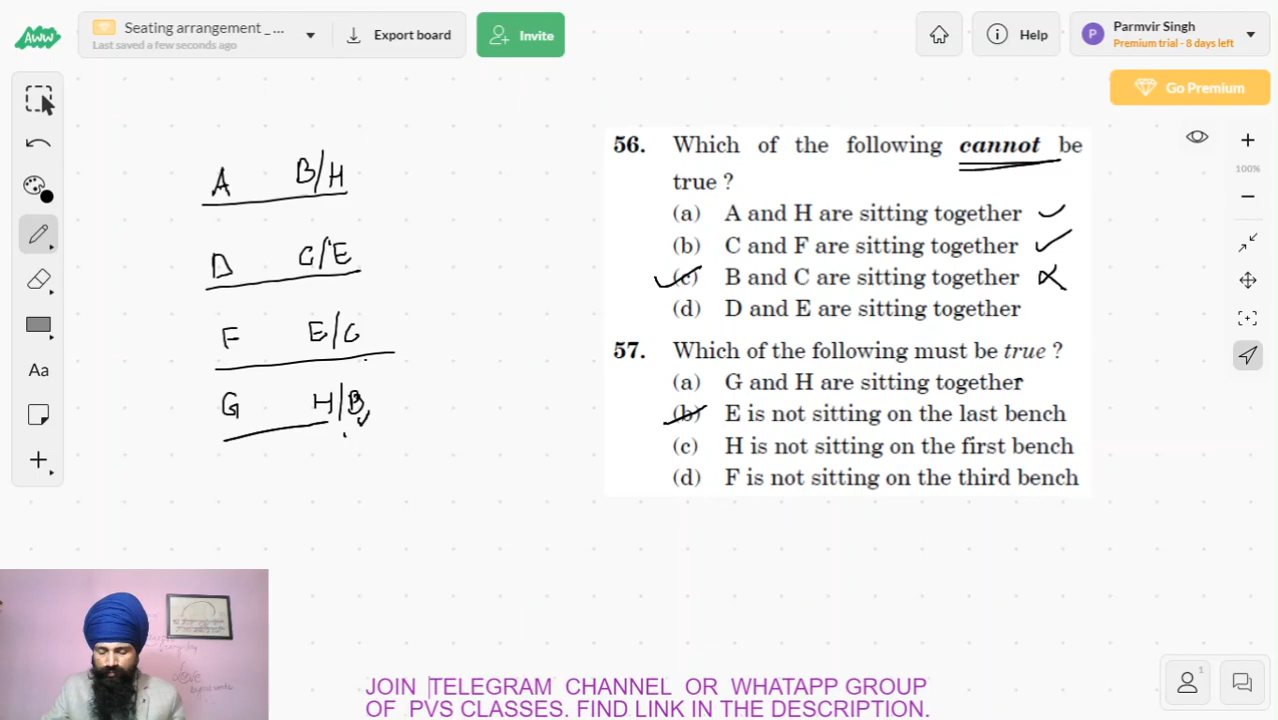 AWW
Seating arrangement _ ...
Last saved a few seconds ago
Export board
Invite
Help
P
Parmvir Singh
Premium trial - 8 days left
Go Premium
100%
Aa
A B/H
D C/E
F E/C
G H/B
56. Which of the following cannot be
true ?
(a) A and H are sitting together
(b) C and F are sitting together
(c) B and C are sitting together
(d) D and E are sitting together
57. Which of the following must be true ?
(a) G and H are sitting together
(b) E is not sitting on the last bench
(c) H is not sitting on the first bench
(d) F is not sitting on the third bench
1
JOIN TELEGRAM CHANNEL OR WHATAPP GROUP
OF PVS CLASSES. FIND LINK IN THE DESCRIPTION.